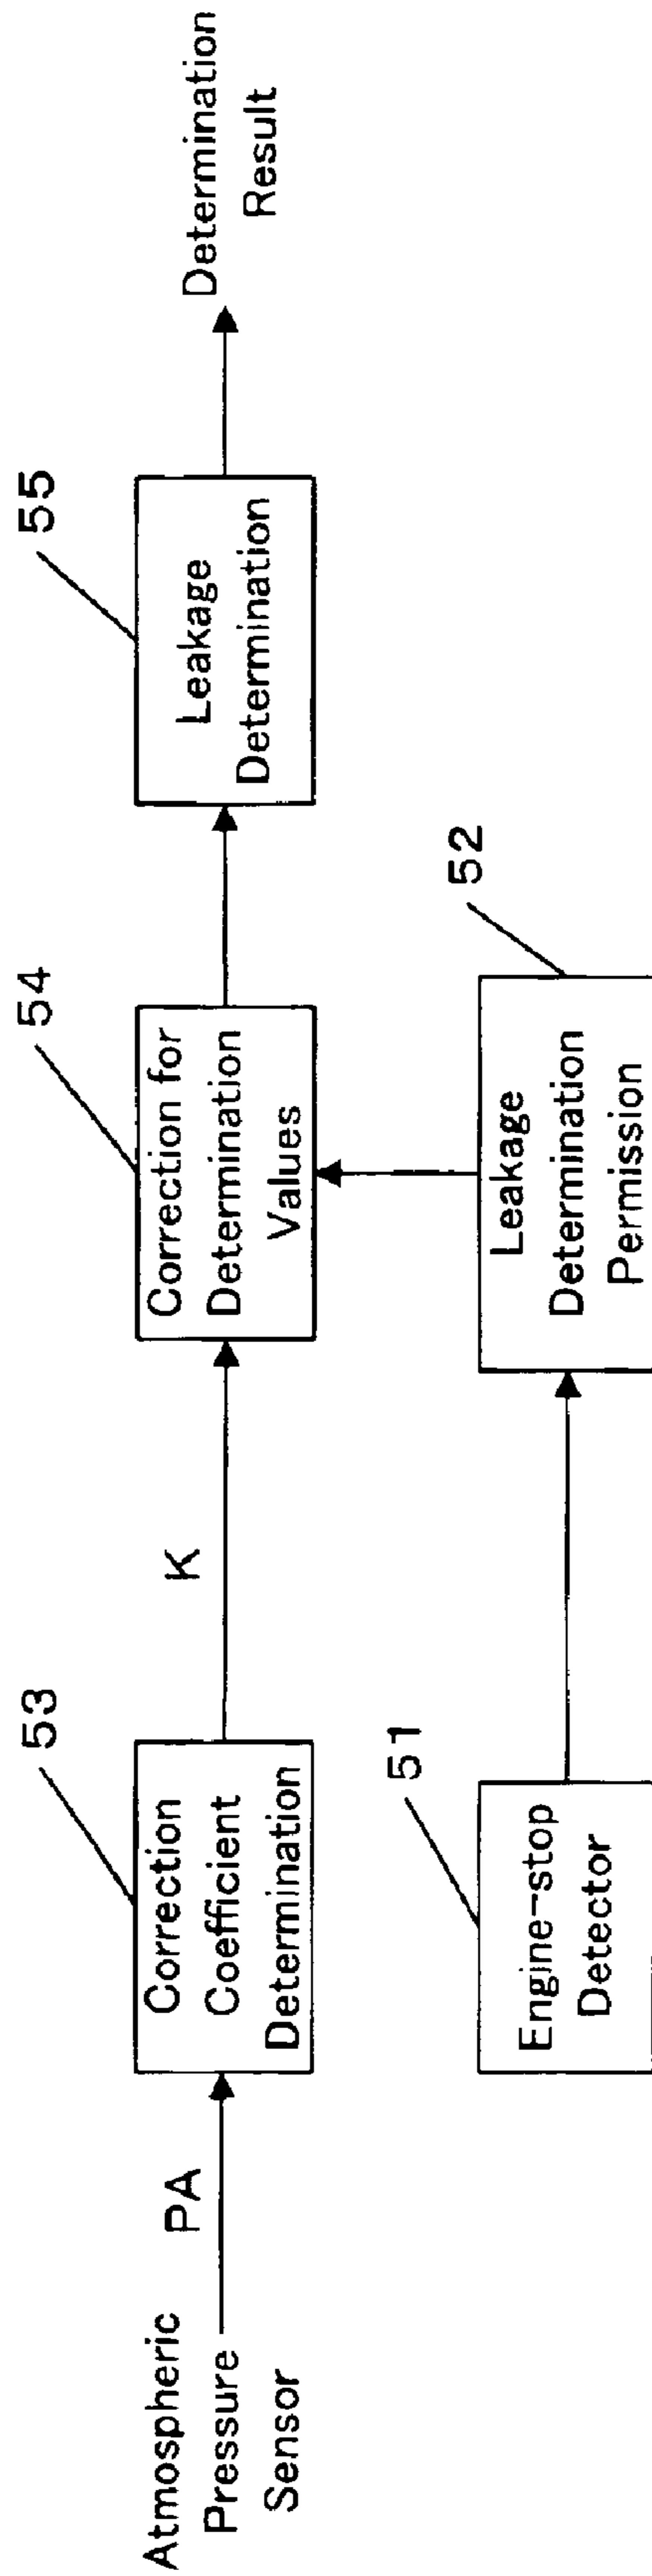 Atmospheric
Pressure
Sensor
PA
53
Correction
Coefficient
Determination
K
54
Correction for
Determination
Values
55
Leakage
Determination
Determination
Result
51
Engine-stop
Detector
52
Leakage
Determination
Permission